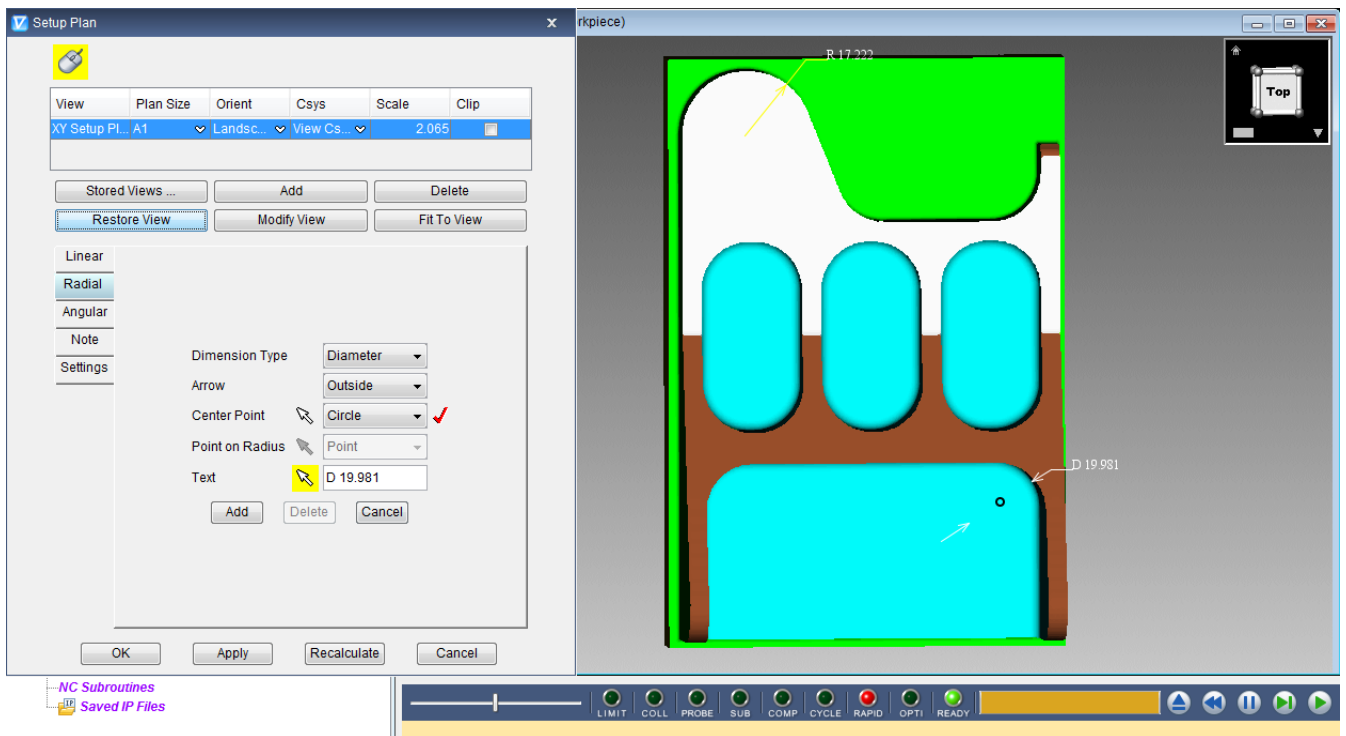 Setup Plan
rkpiece)
View Plan Size Orient Csys Scale Clip
XY Setup Pl... A1 Landsc... View Cs... 2.065
Stored Views ... Add Delete
Restore View Modify View Fit To View
Linear
Radial
Angular
Note
Settings
Dimension Type Diameter
Arrow Outside
Center Point Circle
Point on Radius Point
Text D 19.981
Add Delete Cancel
OK Apply Recalculate Cancel
R 17.222
Top
D 19.981
NC Subroutines
IP Saved IP Files
LIMIT COLL PROBE SUB COMP CYCLE RAPID OPTI READY